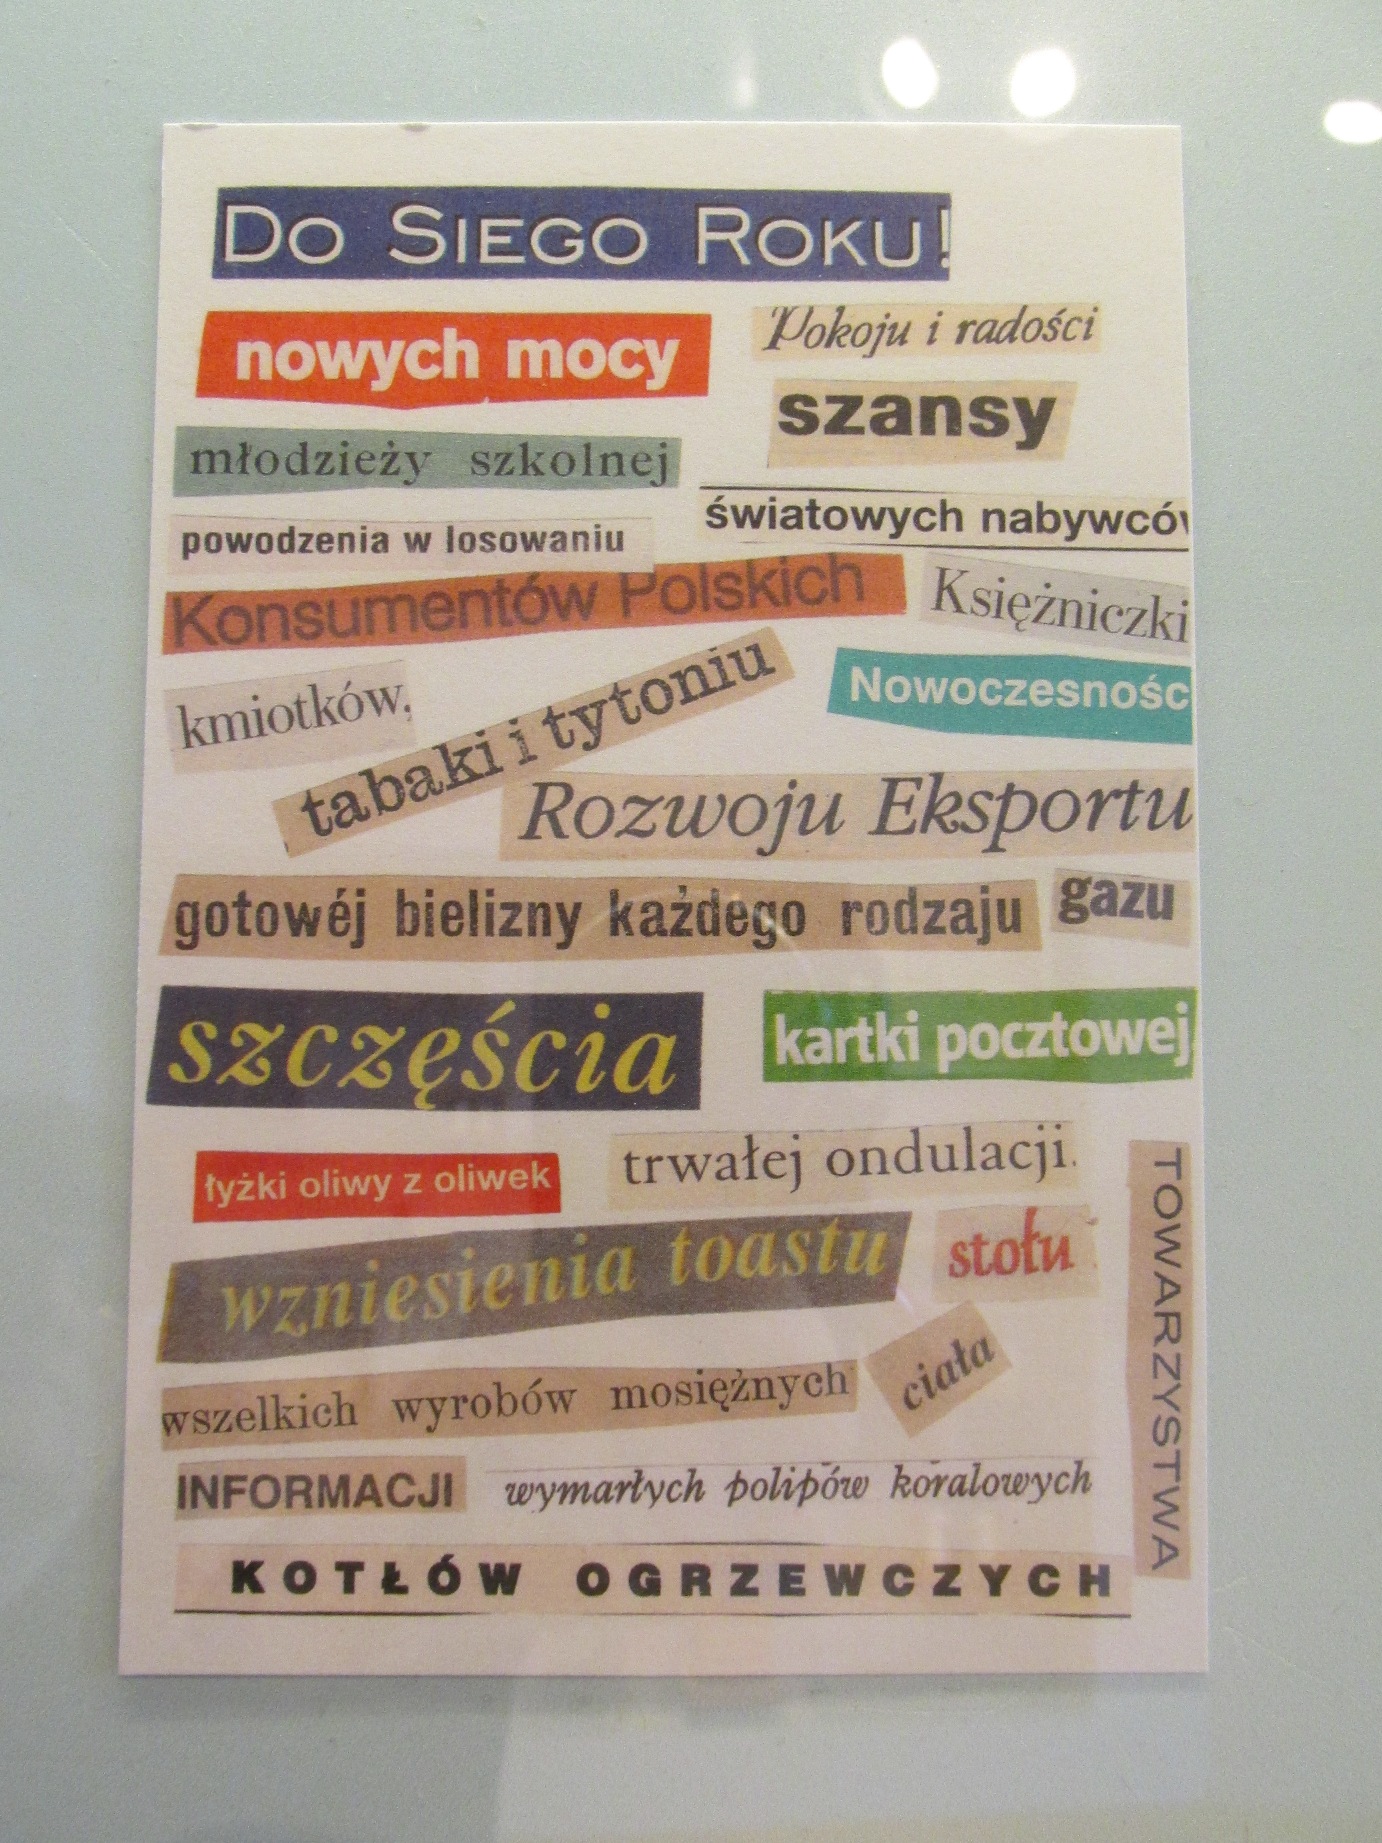 Do Siego Roku!
nowych mocy
Pokoju i radości
szansy
młodzieży szkolnej
światowych nabywców
powodzenia w losowaniu
Konsumentów Polskich
Księżniczki
kmiotków,
tabaki i tytoniu
Nowoczesnośc
Rozwoju Eksportu
gotowéj bielizny każdego rodzaju
gazu
szczęścia
kartki pocztowej
łyżki oliwy z oliwek
trwałej ondulacji.
wzniesienia toastu
stołu
TOWARZYSTWA
wszelkich wyrobów mosiężnych
ciała
INFORMACJI
wymarłych polipów koralowych
KOTŁÓW OGRZEWCZYCH